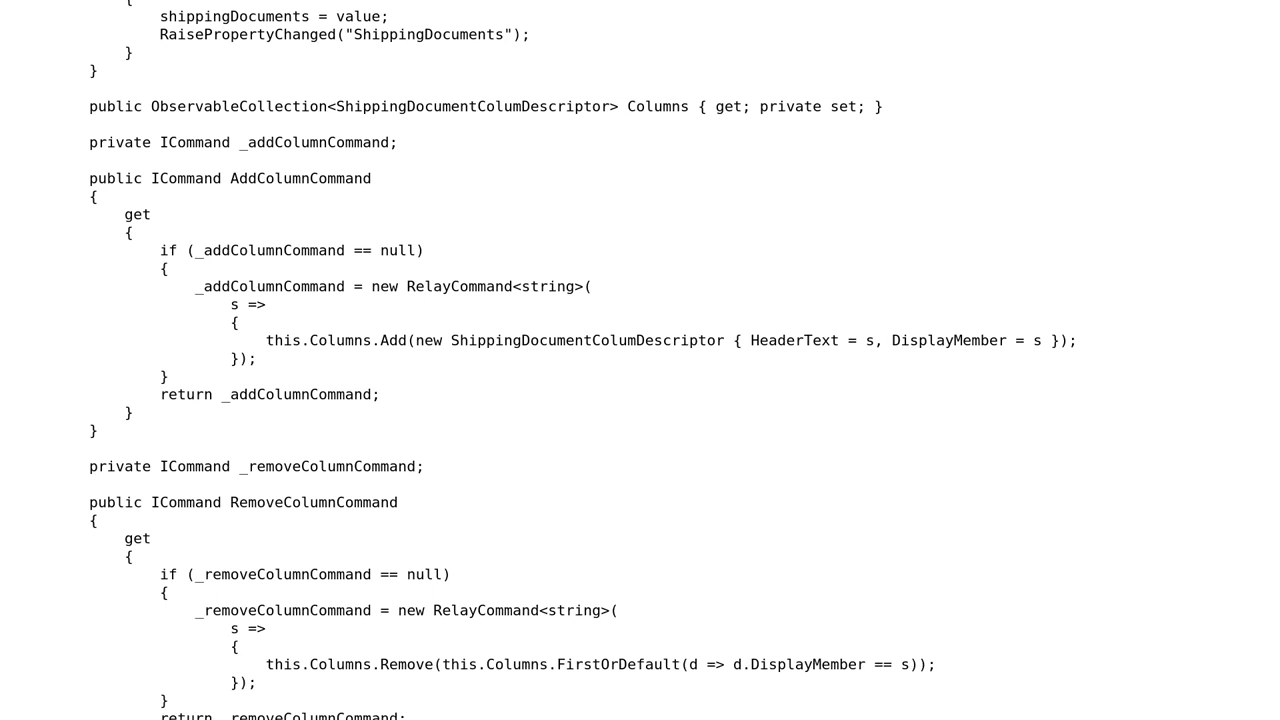 {
            shippingDocuments = value;
            RaisePropertyChanged("ShippingDocuments");
        }
    }

    public ObservableCollection<ShippingDocumentColumDescriptor> Columns { get; private set; }

    private ICommand _addColumnCommand;

    public ICommand AddColumnCommand
    {
        get
        {
            if (_addColumnCommand == null)
            {
                _addColumnCommand = new RelayCommand<string>(
                    s =>
                    {
                        this.Columns.Add(new ShippingDocumentColumDescriptor { HeaderText = s, DisplayMember = s });
                    });
            }
            return _addColumnCommand;
        }
    }

    private ICommand _removeColumnCommand;

    public ICommand RemoveColumnCommand
    {
        get
        {
            if (_removeColumnCommand == null)
            {
                _removeColumnCommand = new RelayCommand<string>(
                    s =>
                    {
                        this.Columns.Remove(this.Columns.FirstOrDefault(d => d.DisplayMember == s));
                    });
            }
            return _removeColumnCommand;